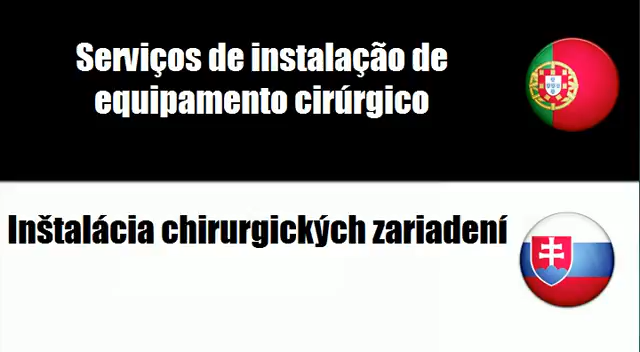 Serviços de instalação de
equipamento cirúrgico
Inštalácia chirurgických zariadení